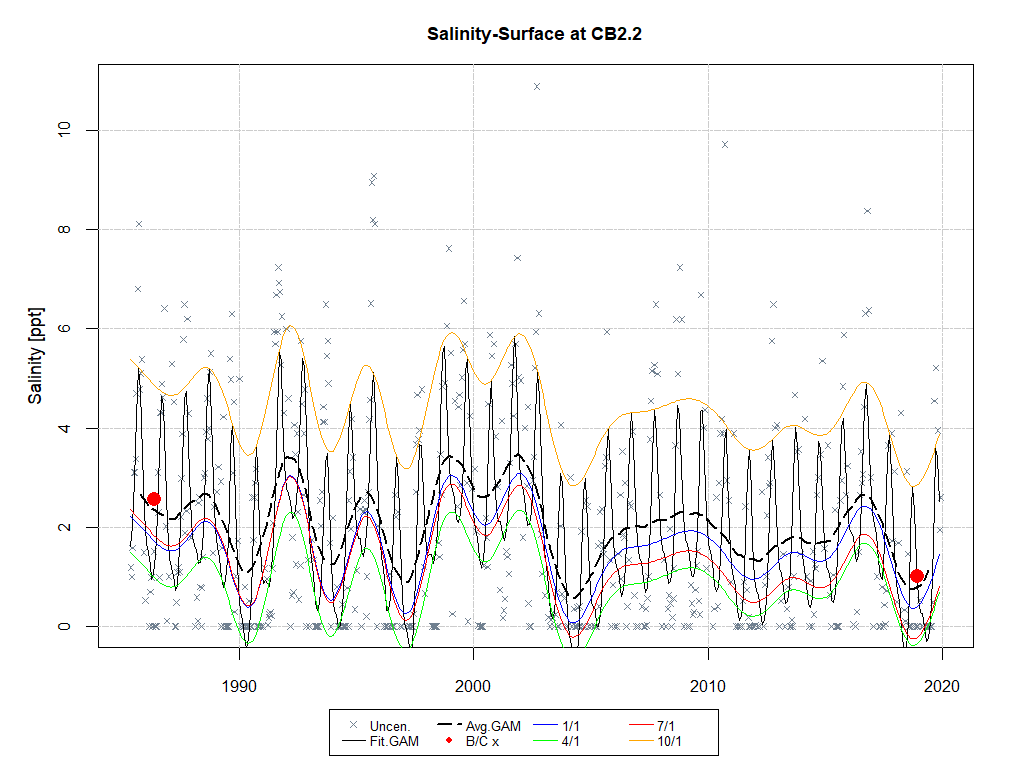 Salinity-Surface at CB2.2
Salinity [ppt]
10
8
6
4
2
0
1990 2000 2010 2020
Uncen. Avg.GAM 1/1 7/1
Fit.GAM B/C x 4/1 10/1